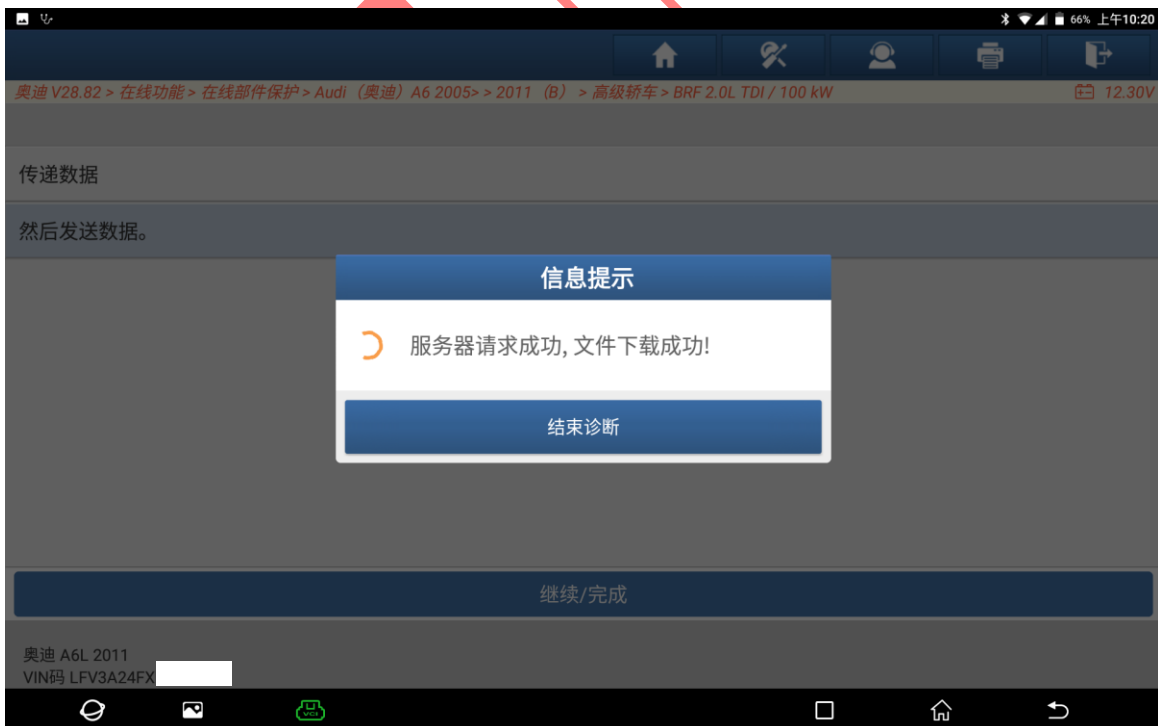 66% 上午10:20
奥迪 V28.82 > 在线功能 > 在线部件保护 > Audi（奥迪）A6 2005> > 2011（B） > 高级轿车 > BRF 2.0L TDI / 100 kW 12.30V
传递数据
然后发送数据。
信息提示
服务器请求成功, 文件下载成功!
结束诊断
继续/完成
奥迪 A6L 2011
VIN码 LFV3A24FX
VCI